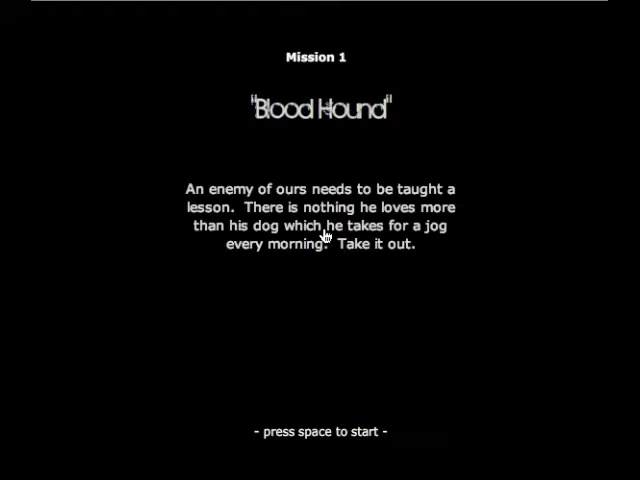 Mission 1
"Blood Hound"
An enemy of ours needs to be taught a
lesson.  There is nothing he loves more
than his dog which he takes for a jog
every morning.  Take it out.
- press space to start -